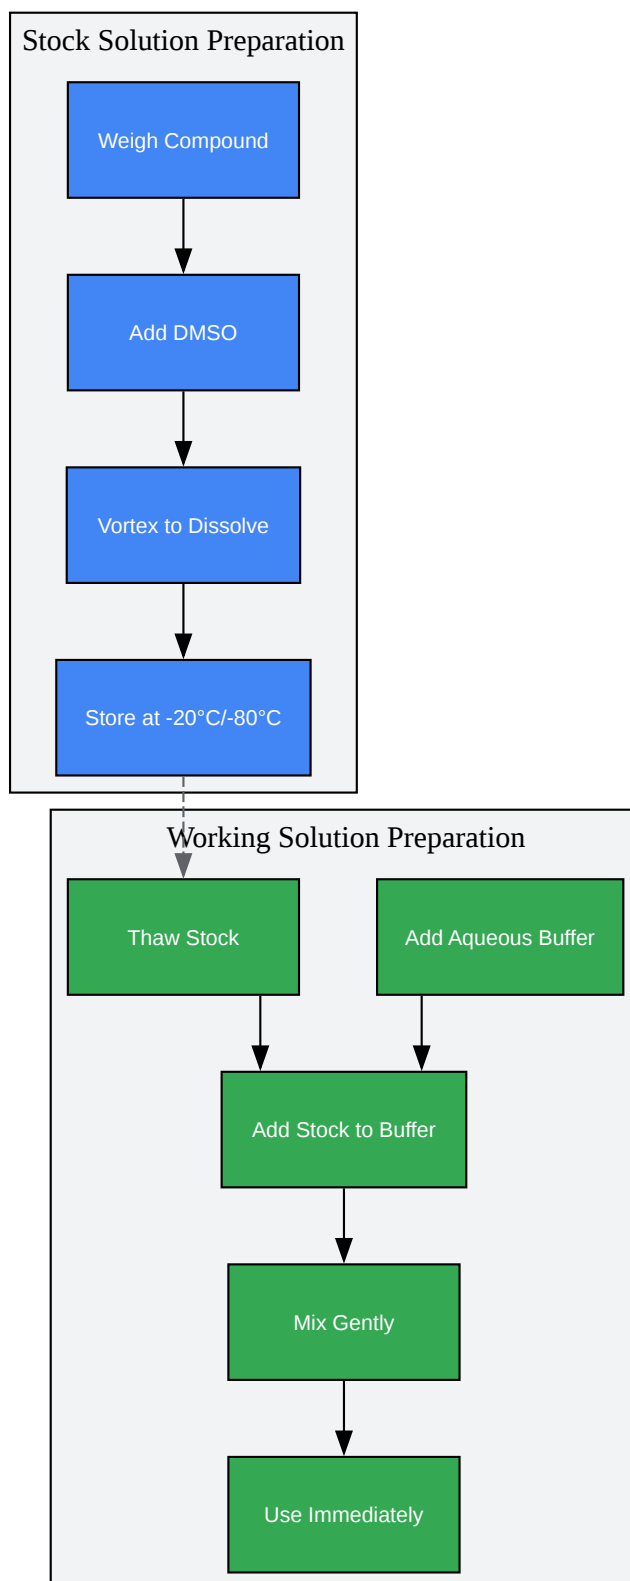 Stock Solution Preparation
Weigh Compound
Add DMSO
Vortex to Dissolve
Store at -20°C/-80°C
Working Solution Preparation
Thaw Stock
Add Aqueous Buffer
Add Stock to Buffer
Mix Gently
Use Immediately